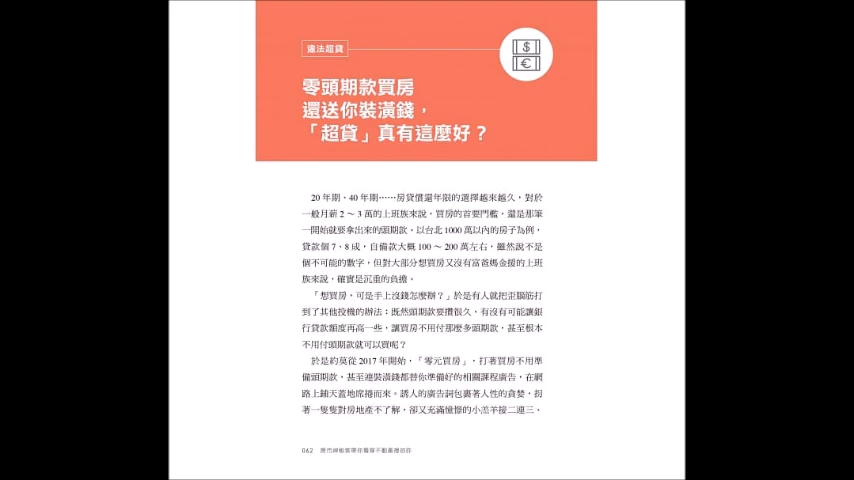 違法超貸
$
€
零頭期款買房
還送你裝潢錢，
「超貸」真有這麼好？
20 年期、40 年期⋯⋯房貸償還年限的選擇越來越久，對於
一般月薪 2 ～ 3 萬的上班族來說，買房的首要門檻，還是那筆
一開始就要拿出來的頭期款。以台北 1000 萬以內的房子為例，
貸款個 7、8 成，自備款大概 100 ～ 200 萬左右，雖然說不是
個不可能的數字，但對大部分想買房又沒有富爸媽金援的上班
族來說，確實是沉重的負擔。
「想買房，可是手上沒錢怎麼辦？」於是有人就把歪腦筋打
到了其他投機的辦法：既然頭期款要攢很久，有沒有可能讓銀
行貸款額度再高一些，讓買房不用付那麼多頭期款，甚至根本
不用付頭期款就可以買呢？
於是約莫從 2017 年開始，「零元買房」，打著買房不用準
備頭期款，甚至連裝潢錢都替你準備好的相關課程廣告，在網
路上鋪天蓋地席捲而來。誘人的廣告詞包裹著人性的貪婪，拐
著一隻隻對房地產不了解，卻又充滿憧憬的小羔羊接二連三、
062